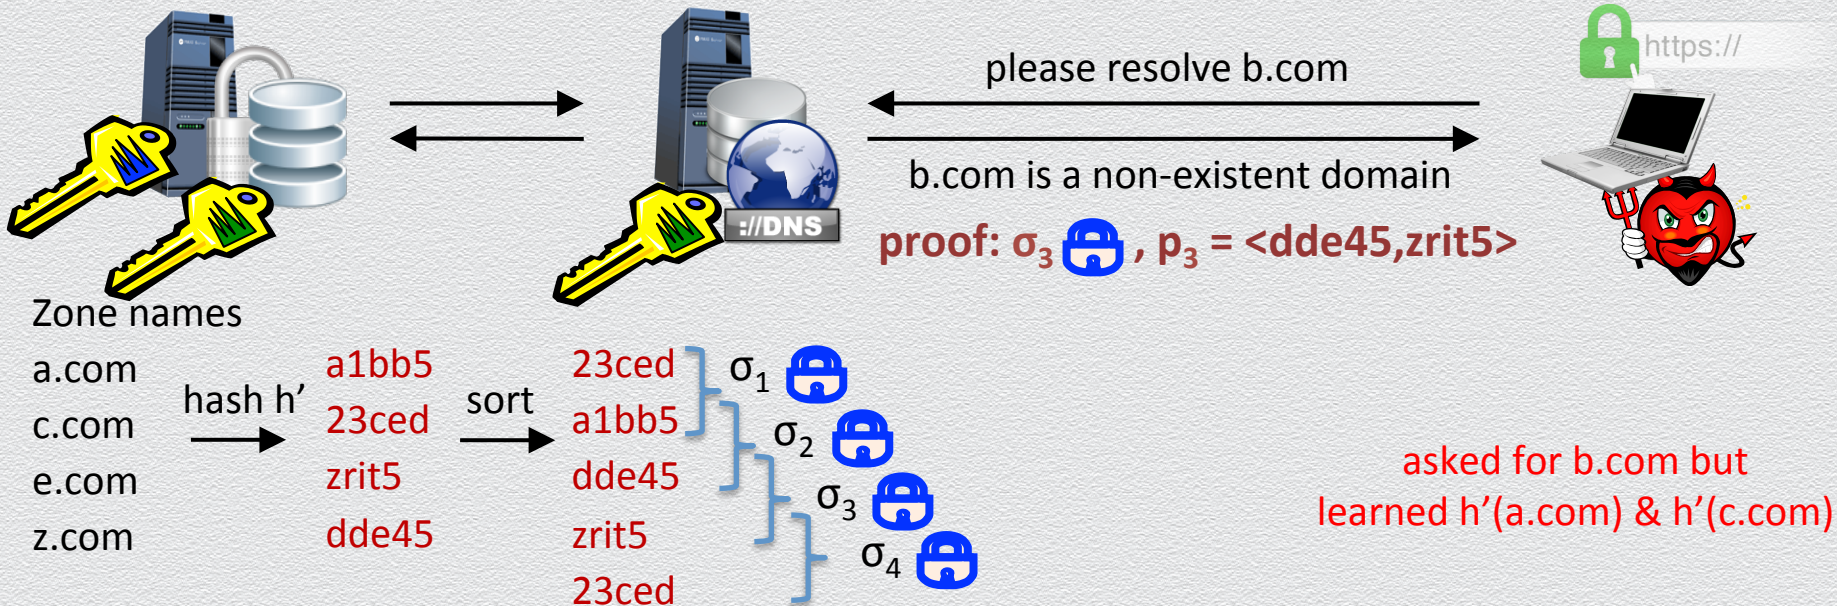 https://
please resolve b.com
b.com is a non-existent domain
://DNS
proof: σ3 , p3 = <dde45,zrit5>
Zone names
a.com
c.com
e.com
z.com
hash h’
a1bb5
23ced
zrit5
dde45
sort
23ced
a1bb5
dde45
zrit5
23ced
σ1
σ2
σ3
σ4
asked for b.com but
learned h’(a.com) & h’(c.com)